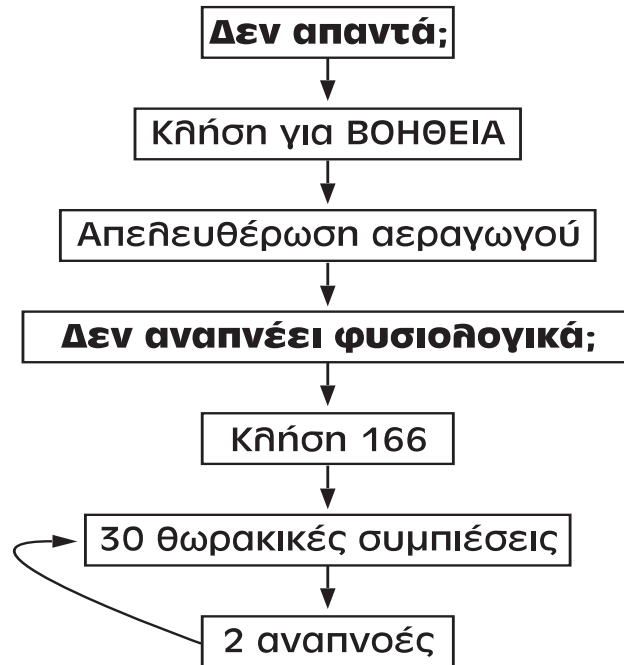 Δεν απαντά;
Κλήση για ΒΟΗΘΕΙΑ
Απελευθέρωση αεραγωγού
Δεν αναπνέει φυσιολογικά;
Κλήση 166
30 θωρακικές συμπιέσεις
2 αναπνοές